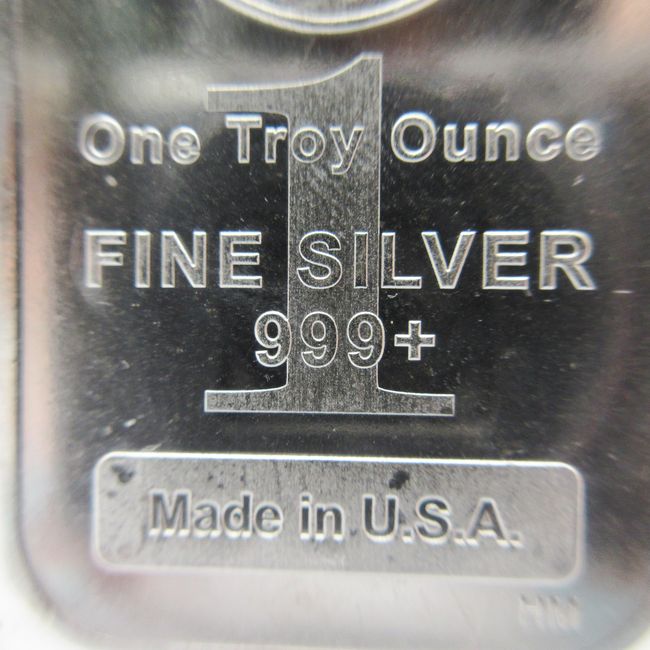 1
One Troy Ounce
FINE SILVER
999+
Made in U.S.A.
HM